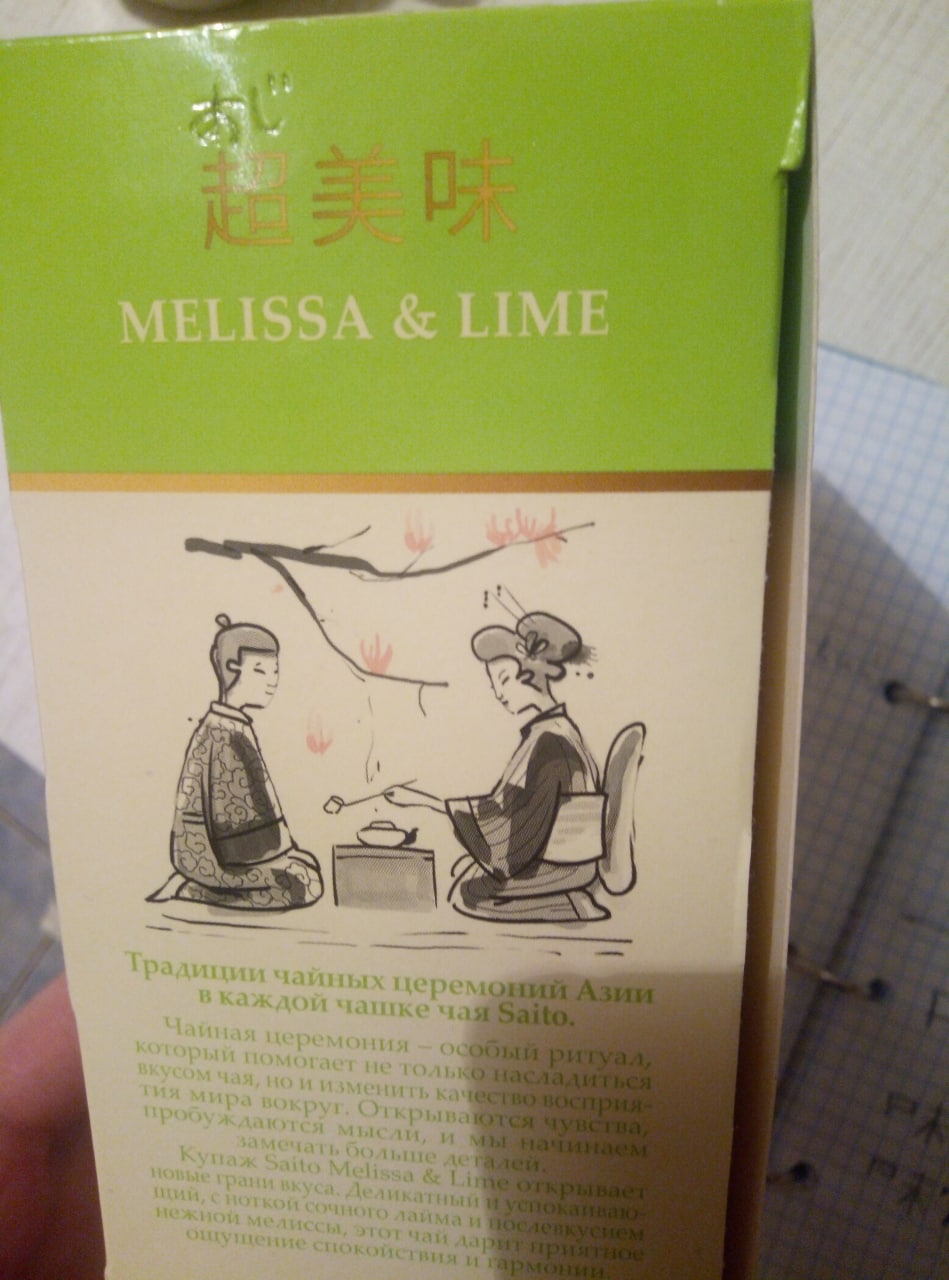 おじ
超美味
MELISSA & LIME
Традиции чайных церемоний Азии
в каждой чашке чая Saito.
Чайная церемония – особый ритуал,
который помогает не только насладиться
вкусом чая, но и изменить качество восприя-
тия мира вокруг. Открываются чувства,
пробуждаются мысли, и мы начинаем
замечать больше деталей.
Купаж Saito Melissa & Lime открывает
новые грани вкуса. Деликатный и успокаиваю-
щий, с ноткой сочного лайма и послевкусием
нежной мелиссы, этот чай дарит приятное
ощущение спокойствия и гармонии.